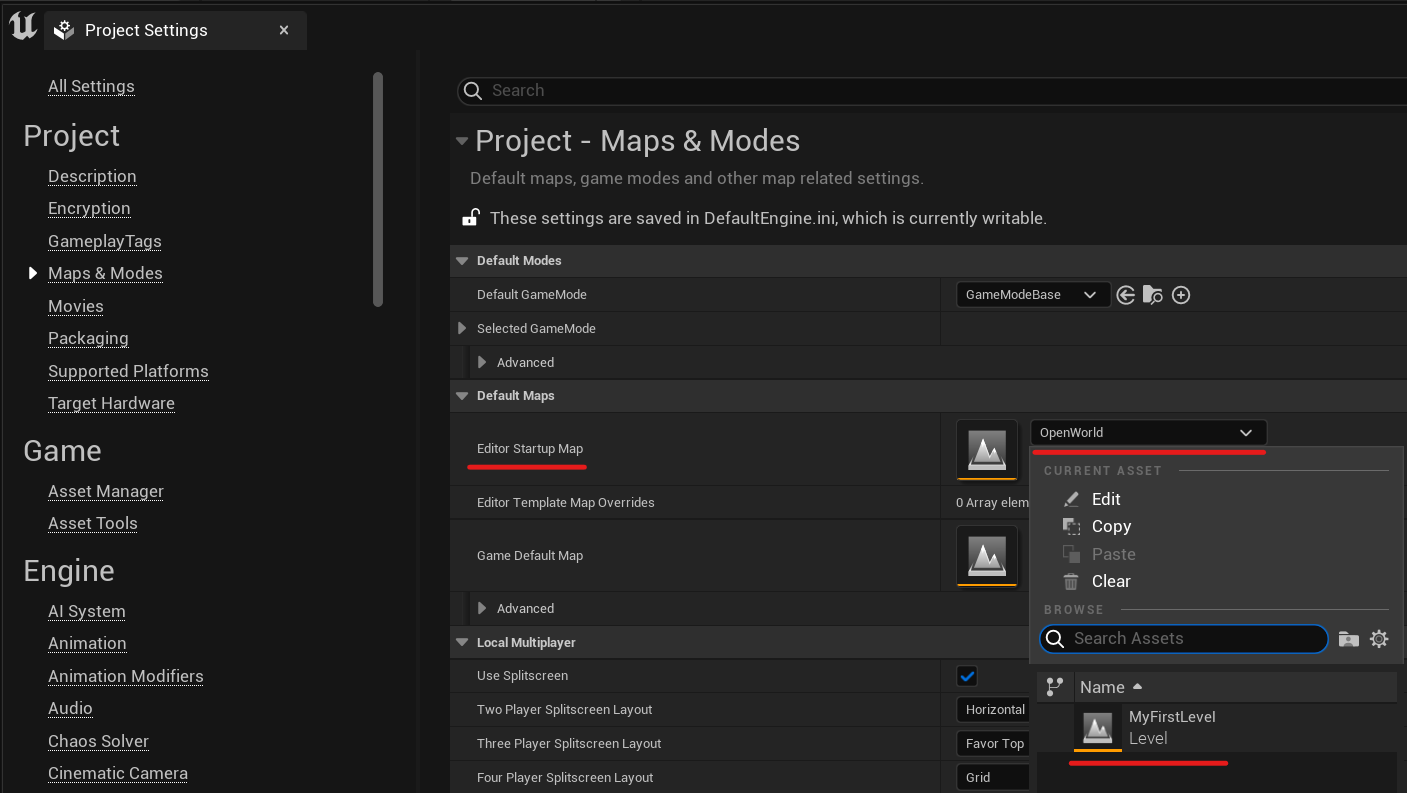 Project Settings
All Settings
Project
Description
Encryption
GameplayTags
Maps & Modes
Movies
Packaging
Supported Platforms
Target Hardware
Game
Asset Manager
Asset Tools
Engine
AI System
Animation
Animation Modifiers
Audio
Chaos Solver
Cinematic Camera
Search
Project - Maps & Modes
Default maps, game modes and other map related settings.
These settings are saved in DefaultEngine.ini, which is currently writable.
Default Modes
Default GameMode
GameModeBase
Selected GameMode
Advanced
Default Maps
Editor Startup Map
OpenWorld
Editor Template Map Overrides
0 Array elem
Game Default Map
Advanced
Local Multiplayer
Use Splitscreen
Two Player Splitscreen Layout
Horizontal
Three Player Splitscreen Layout
Favor Top
Four Player Splitscreen Layout
Grid
CURRENT ASSET
Edit
Copy
Paste
Clear
BROWSE
Search Assets
Name
MyFirstLevel
Level